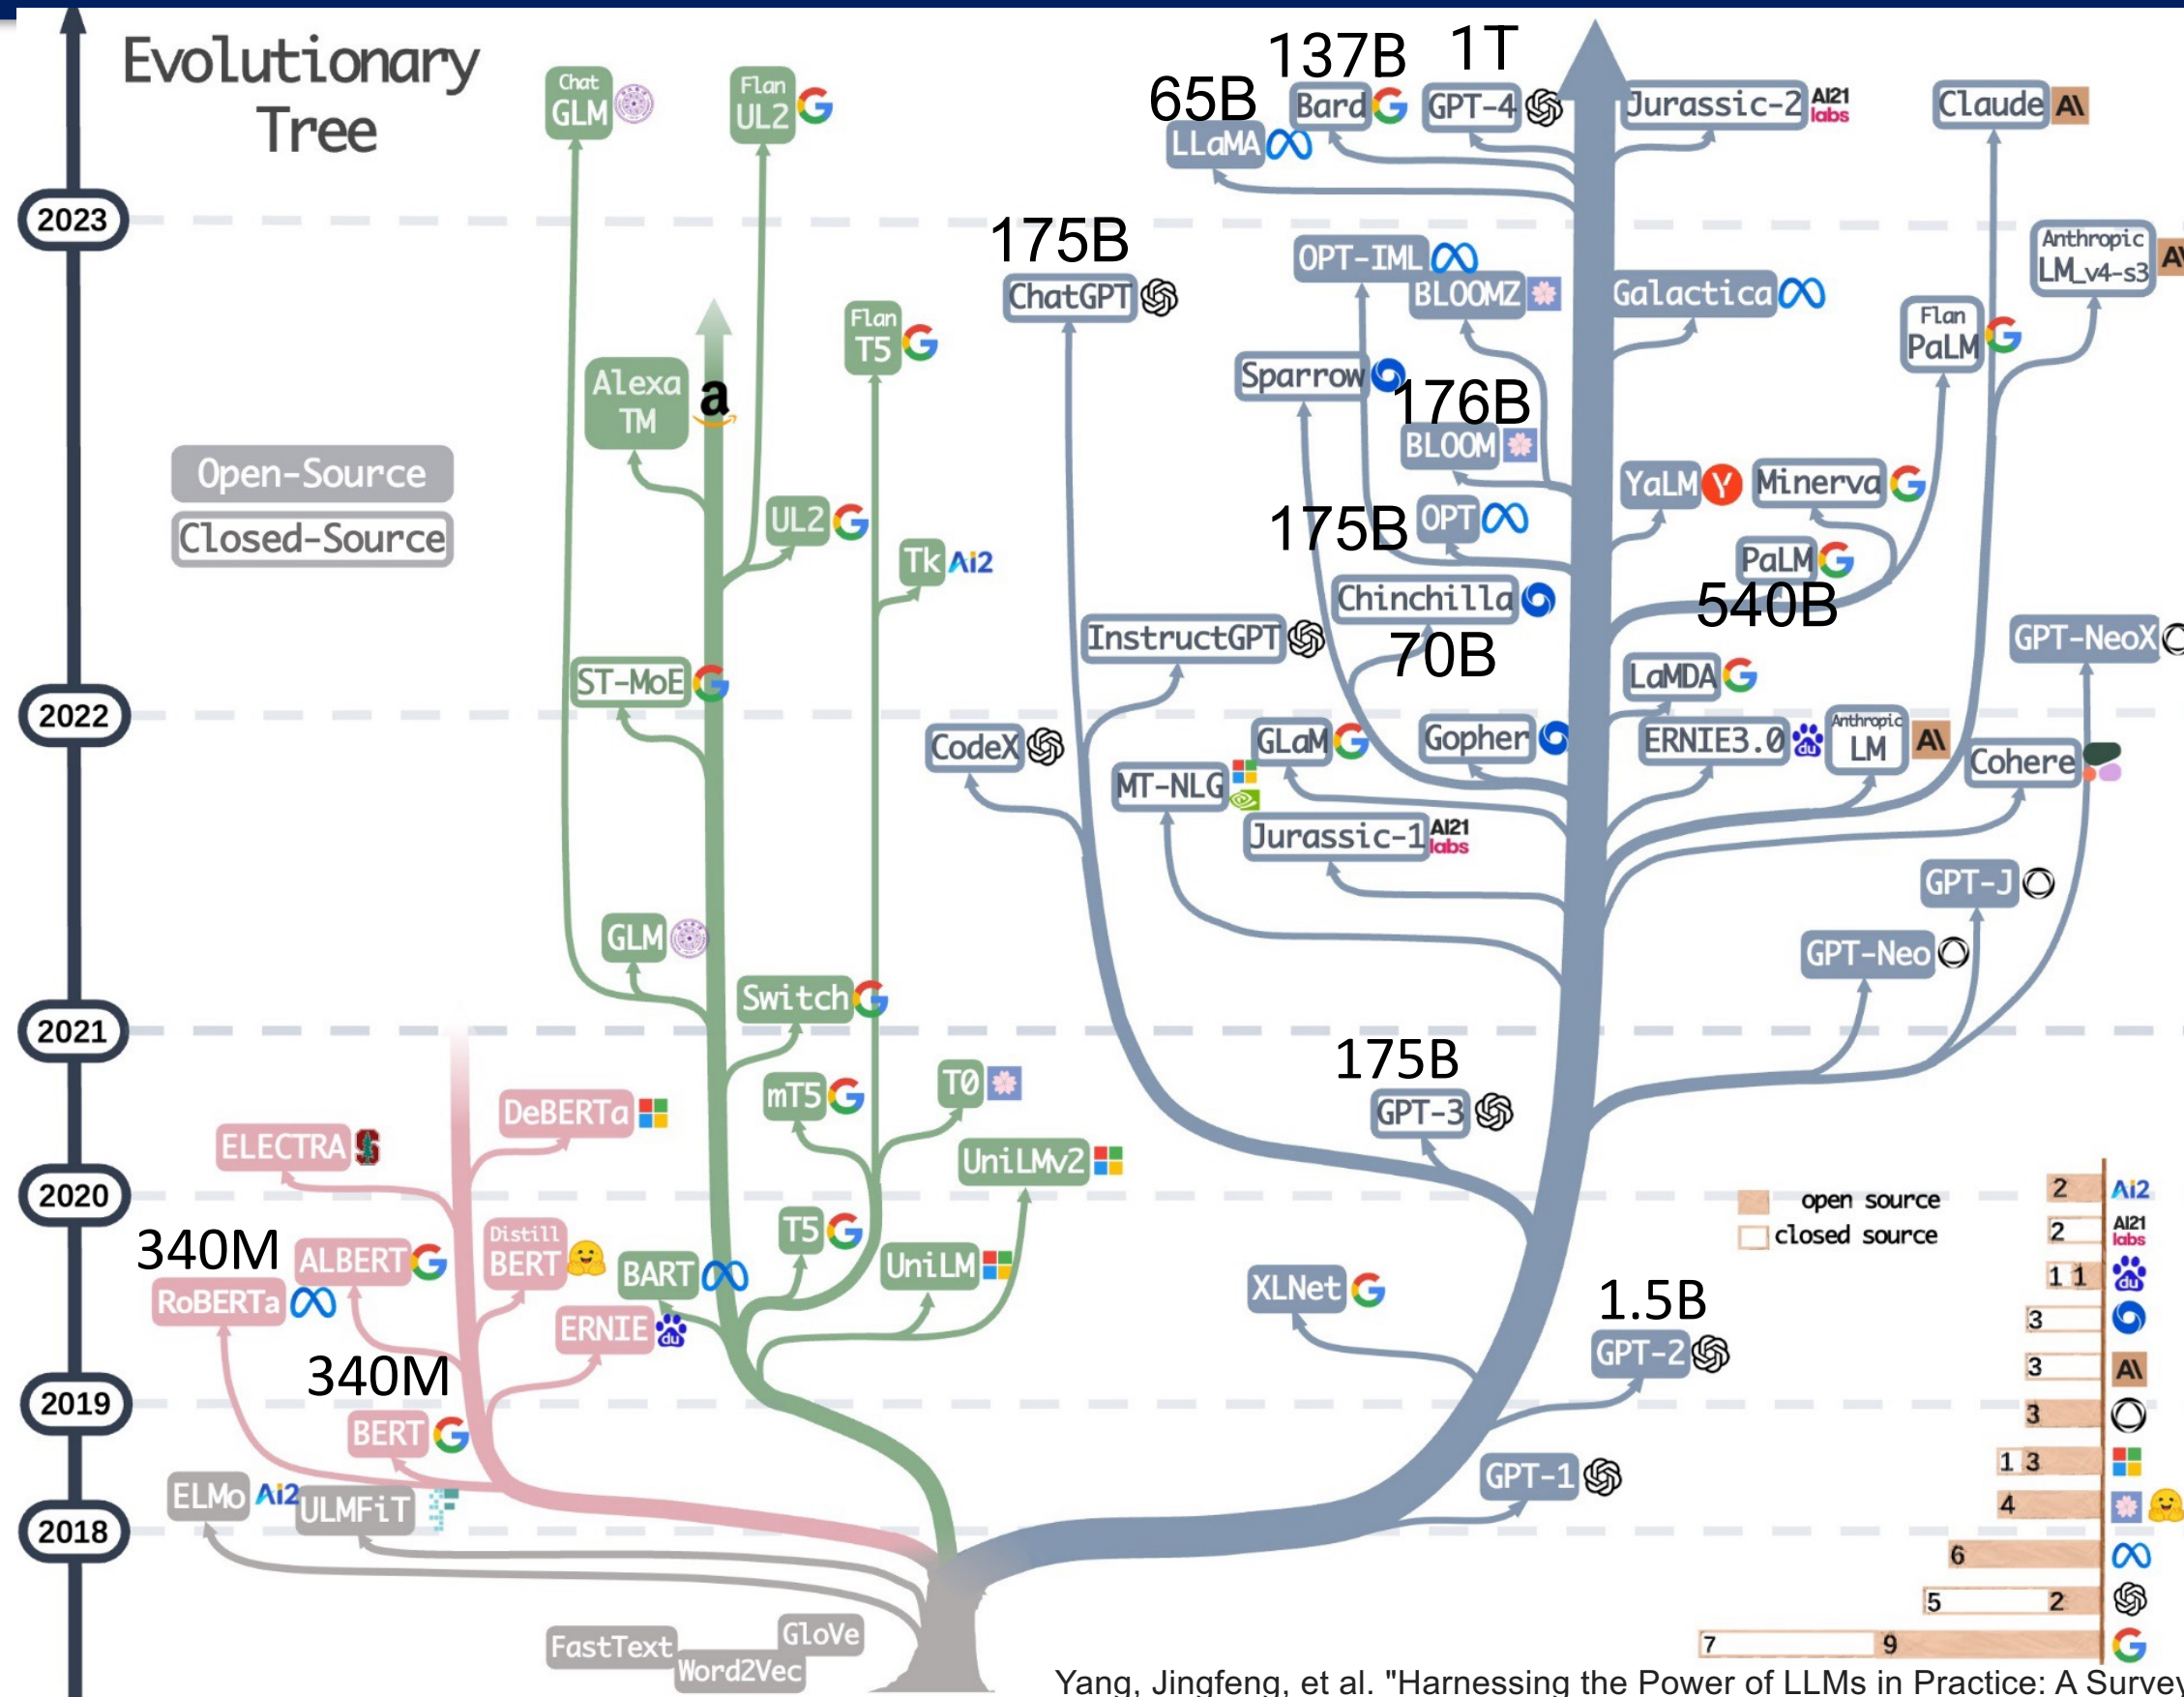 Evolutionary
Tree
Open-Source
Closed-Source
2023
2022
2021
2020
2019
2018
Chat
GLM
Flan
UL2
Alexa
TM
a
Flan
T5
UL2
Tk
Ai2
ST-MoE
GLM
Switch
mT5
T0
UniLMv2
T5
UniLM
BART
DeBERTa
ELECTRA
S
340M
RoBERTa
ALBERT
Distill
BERT
ERNIE
du
340M
BERT
ELMo
Ai2
ULMFiT
FastText
Word2Vec
GloVe
65B
LLaMA
137B
Bard
1T
GPT-4
Jurassic-2
AI21
labs
Claude
A\
175B
ChatGPT
OPT-IML
BLOOMZ
Galactica
Anthropic
LM_v4-s3
A\
Flan
PaLM
Sparrow
176B
BLOOM
YaLM
Y
Minerva
175B
OPT
PaLM
540B
Chinchilla
70B
InstructGPT
GPT-NeoX
LaMDA
CodeX
GLaM
Gopher
ERNIE3.0
du
Anthropic
LM
A\
Cohere
MT-NLG
Jurassic-1
AI21
labs
GPT-J
GPT-Neo
175B
GPT-3
XLNet
1.5B
GPT-2
GPT-1
open source
closed source
2 Ai2
2 AI21
labs
1 1 du
3
3 A\
3
1 3
4
6
5 2
7 9
Yang, Jingfeng, et al. "Harnessing the Power of LLMs in Practice: A Survey